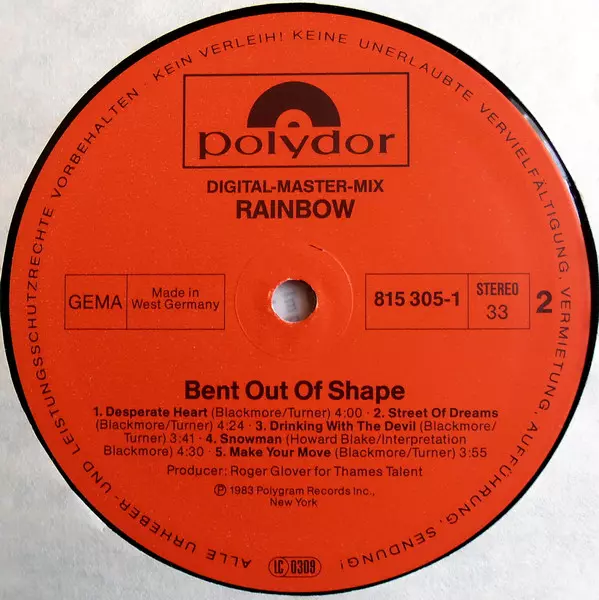 ALLE URHEBER- UND LEISTUNGSSCHUTZRECHTE VORBEHALTEN · KEIN VERLEIH! KEINE UNERLAUBTE VERVIELFÄLTIGUNG, VERMIETUNG, AUFFÜHRUNG, SENDUNG!
polydor
DIGITAL-MASTER-MIX
RAINBOW
GEMA
Made in
West Germany
815 305-1
STEREO
33
2
Bent Out Of Shape
1. Desperate Heart (Blackmore/Turner) 4:00 · 2. Street Of Dreams
(Blackmore/Turner) 4:24 · 3. Drinking With The Devil (Blackmore/
Turner) 3:41 · 4. Snowman (Howard Blake/Interpretation
Blackmore) 4:30 · 5. Make Your Move (Blackmore/Turner) 3:55
Producer: Roger Glover for Thames Talent
℗ 1983 Polygram Records Inc.,
New York
LC 0309